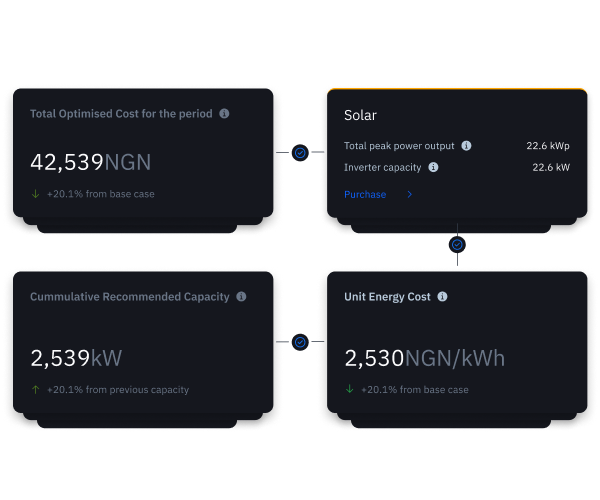 Total Optimised Cost for the period
42,539NGN
+20.1% from base case
Solar
Total peak power output 22.6 kWp
Inverter capacity 22.6 kW
Purchase
Cummulative Recommended Capacity
2,539kW
+20.1% from previous capacity
Unit Energy Cost
2,530NGN/kWh
+20.1% from base case